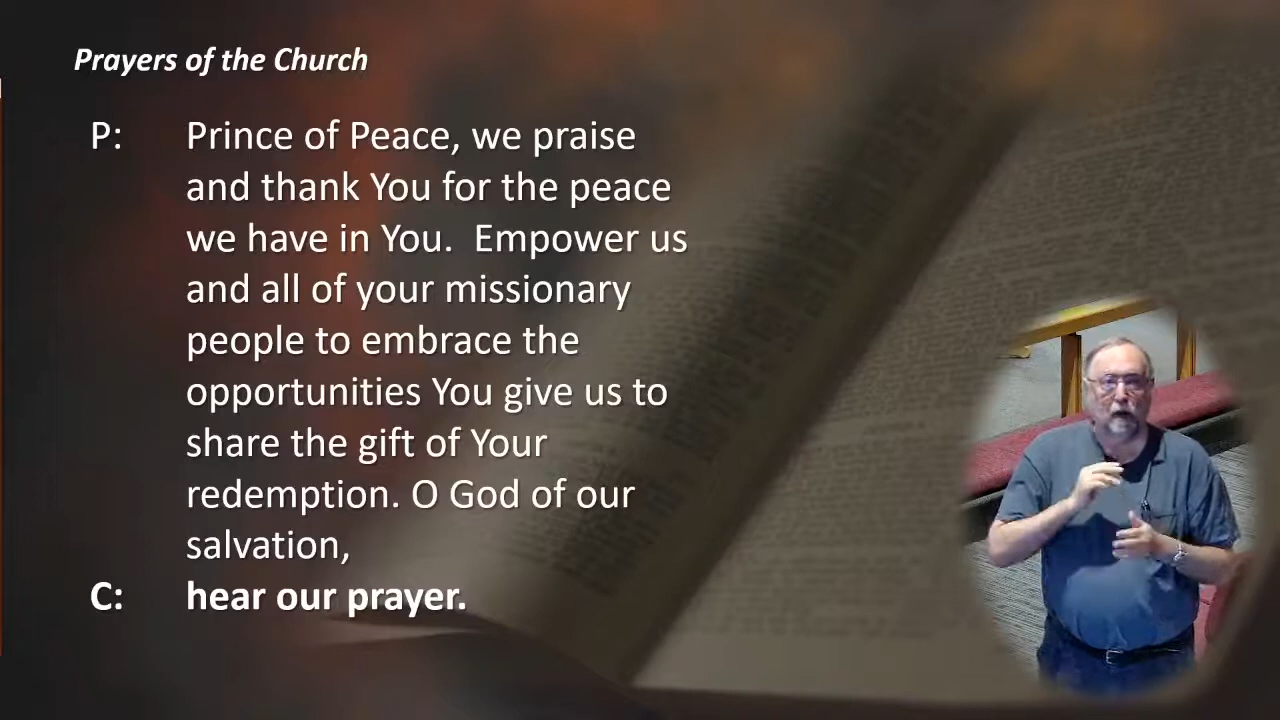 Prayers of the Church
P: Prince of Peace, we praise
and thank You for the peace
we have in You.  Empower us
and all of your missionary
people to embrace the
opportunities You give us to
share the gift of Your
redemption. O God of our
salvation,
C: hear our prayer.